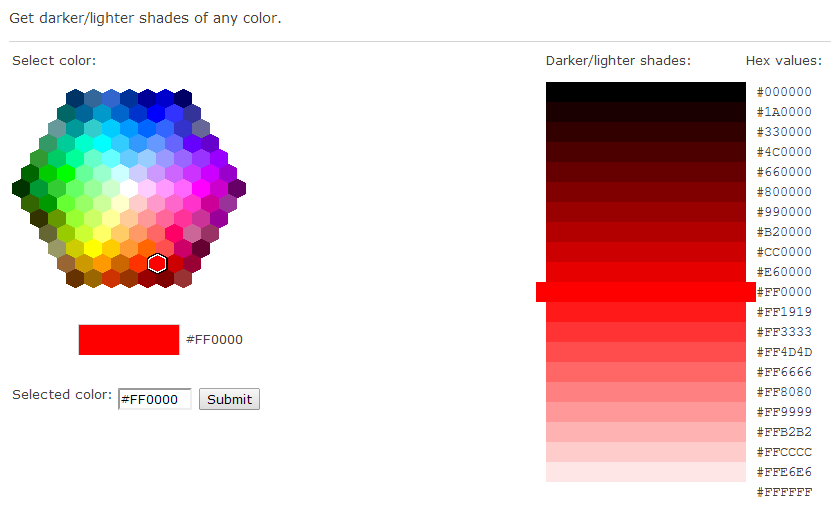 Get darker/lighter shades of any color.
Select color:
Darker/lighter shades:
Hex values:
#000000
#1A0000
#330000
#4C0000
#660000
#800000
#990000
#B20000
#CC0000
#E60000
#FF0000
#FF1919
#FF3333
#FF4D4D
#FF6666
#FF8080
#FF9999
#FFB2B2
#FFCCCC
#FFE6E6
#FFFFFF
#FF0000
Selected color: #FF0000 Submit